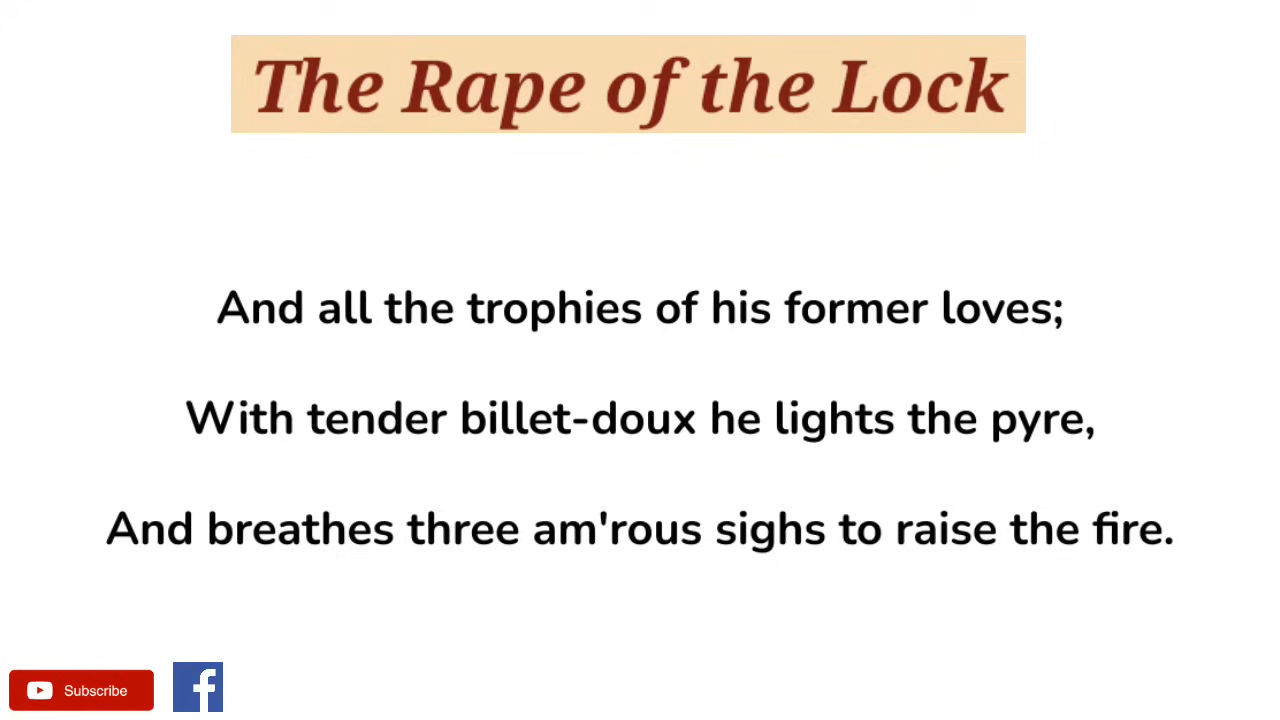 The Rape of the Lock
And all the trophies of his former loves;
With tender billet-doux he lights the pyre,
And breathes three am'rous sighs to raise the fire.
Subscribe